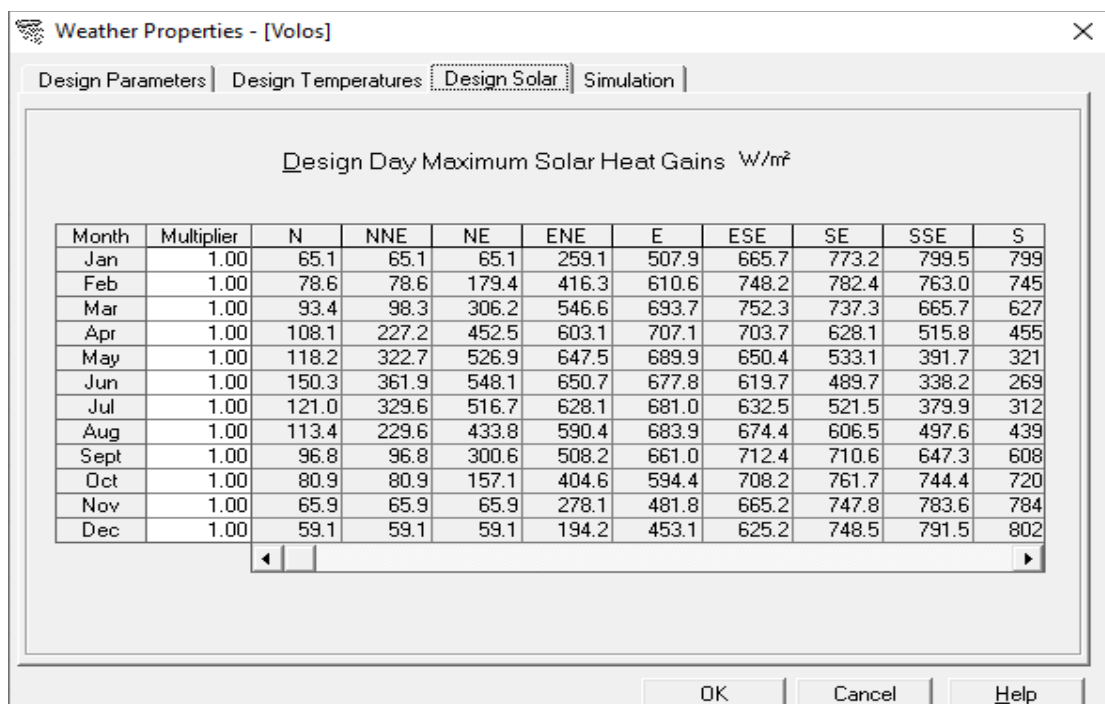 Weather Properties - [Volos]
Design Parameters Design Temperatures Design Solar Simulation
Design Day Maximum Solar Heat Gains W/m²
Month Multiplier N NNE NE ENE E ESE SE SSE S
Jan 1.00 65.1 65.1 65.1 259.1 507.9 665.7 773.2 799.5 799
Feb 1.00 78.6 78.6 179.4 416.3 610.6 748.2 782.4 763.0 745
Mar 1.00 93.4 98.3 306.2 546.6 693.7 752.3 737.3 665.7 627
Apr 1.00 108.1 227.2 452.5 603.1 707.1 703.7 628.1 515.8 455
May 1.00 118.2 322.7 526.9 647.5 689.9 650.4 533.1 391.7 321
Jun 1.00 150.3 361.9 548.1 650.7 677.8 619.7 489.7 338.2 269
Jul 1.00 121.0 329.6 516.7 628.1 681.0 632.5 521.5 379.9 312
Aug 1.00 113.4 229.6 433.8 590.4 683.9 674.4 606.5 497.6 439
Sept 1.00 96.8 96.8 300.6 508.2 661.0 712.4 710.6 647.3 608
Oct 1.00 80.9 80.9 157.1 404.6 594.4 708.2 761.7 744.4 720
Nov 1.00 65.9 65.9 65.9 278.1 481.8 665.2 747.8 783.6 784
Dec 1.00 59.1 59.1 59.1 194.2 453.1 625.2 748.5 791.5 802
OK Cancel Help